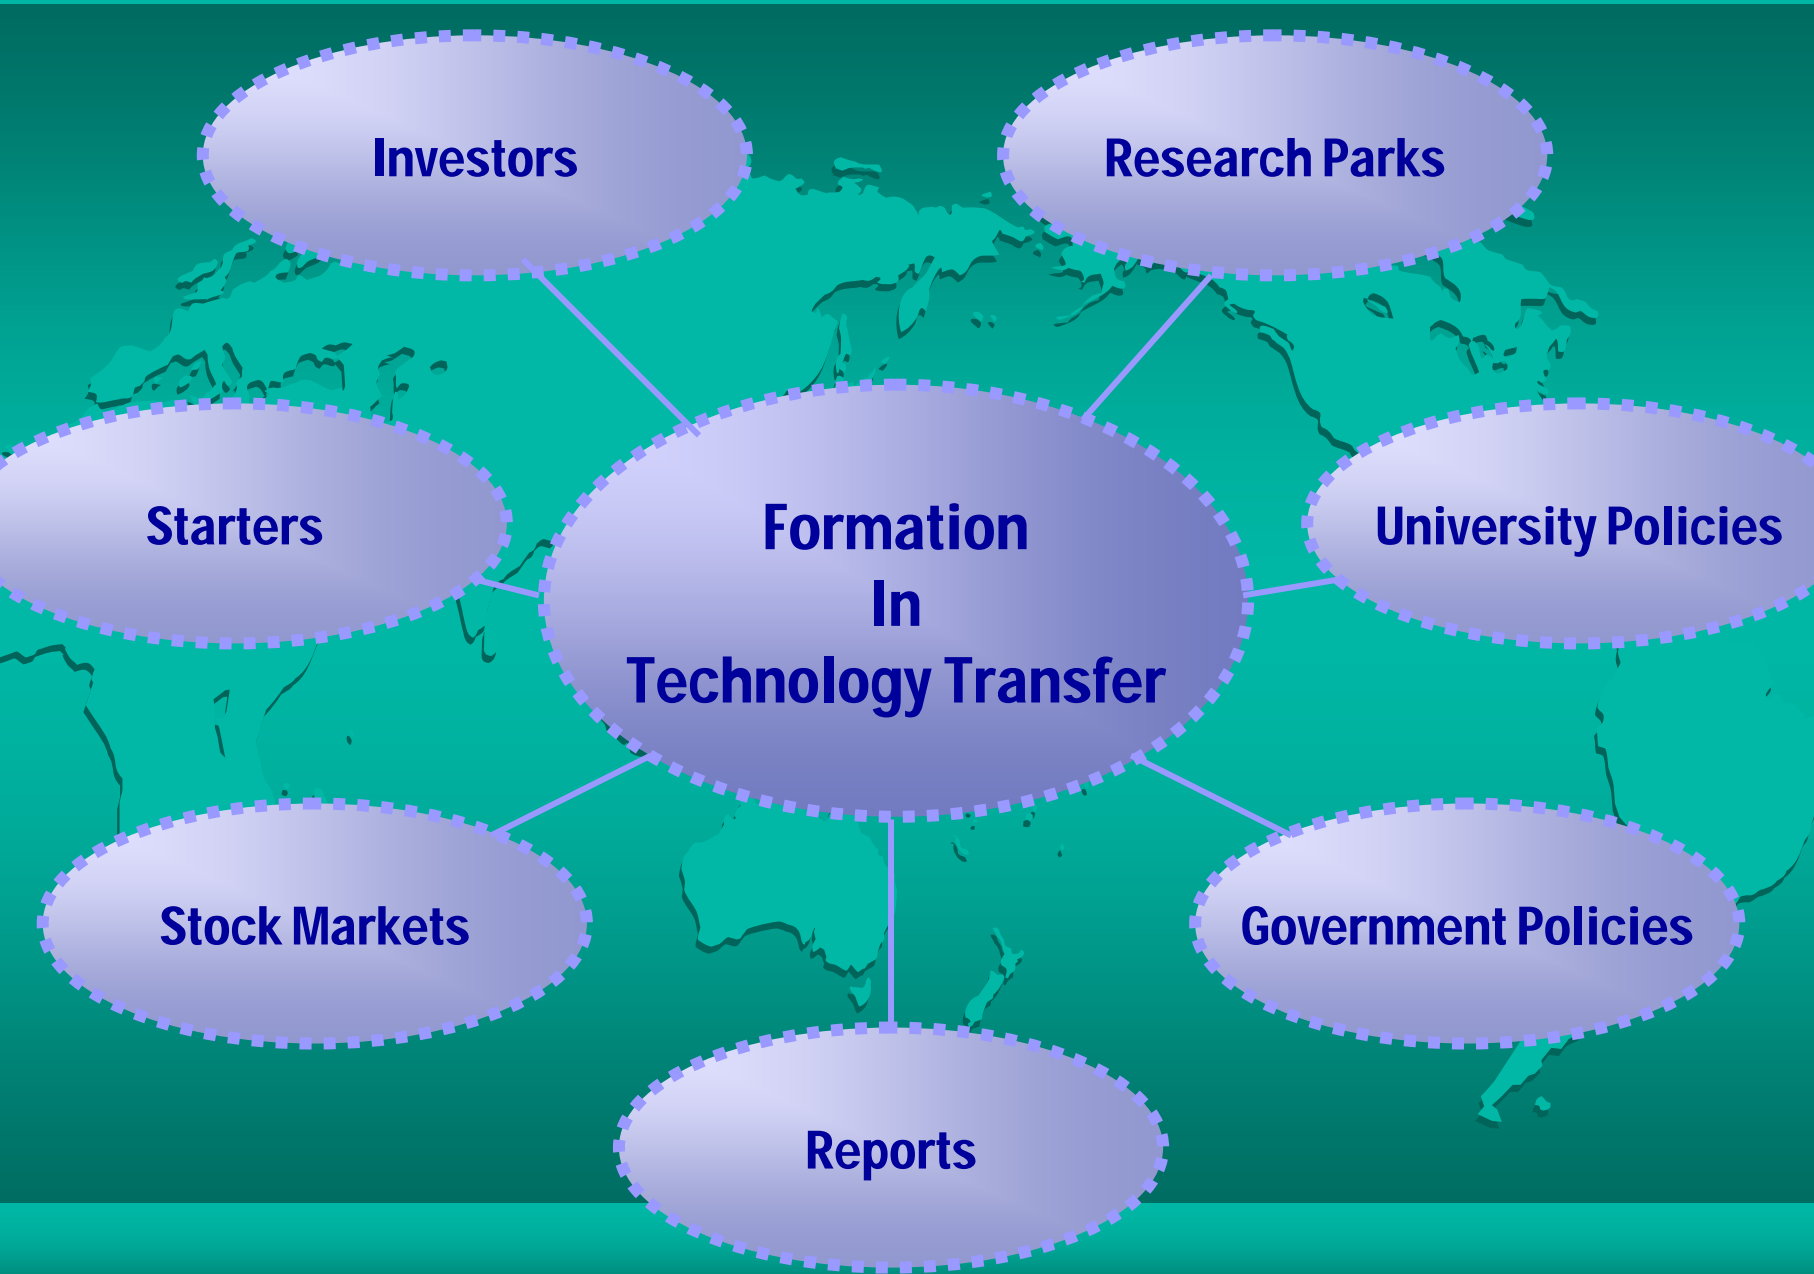 Investors
Research Parks
Starters
Formation
In
Technology Transfer
University Policies
Stock Markets
Government Policies
Reports